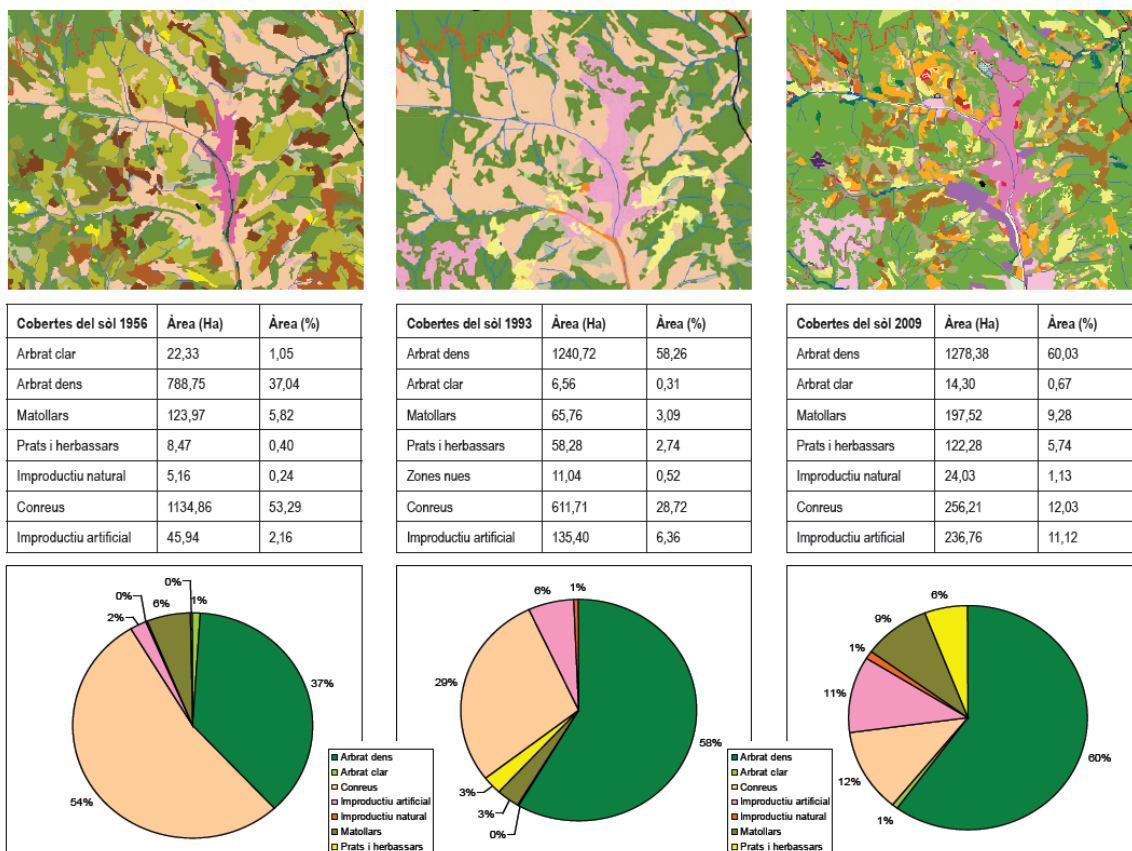 Cobertes del sòl 1956 Àrea (Ha) Àrea (%)
Arbrat clar 22,33 1,05
Arbrat dens 788,75 37,04
Matollars 123,97 5,82
Prats i herbassars 8,47 0,40
Improductiu natural 5,16 0,24
Conreus 1134,86 53,29
Improductiu artificial 45,94 2,16
Cobertes del sòl 1993 Àrea (Ha) Àrea (%)
Arbrat dens 1240,72 58,26
Arbrat clar 6,56 0,31
Matollars 65,76 3,09
Prats i herbassars 58,28 2,74
Zones nues 11,04 0,52
Conreus 611,71 28,72
Improductiu artificial 135,40 6,36
Cobertes del sòl 2009 Àrea (Ha) Àrea (%)
Arbrat dens 1278,38 60,03
Arbrat clar 14,30 0,67
Matollars 197,52 9,28
Prats i herbassars 122,28 5,74
Improductiu natural 24,03 1,13
Conreus 256,21 12,03
Improductiu artificial 236,76 11,12
0%
0%
6%
1%
2%
37%
54%
6%
1%
29%
58%
3%
3%
0%
6%
9%
1%
11%
12%
1%
60%
Arbrat dens
Arbrat clar
Conreus
Improductiu artificial
Improductiu natural
Matollars
Prats i herbassars
Arbrat dens
Arbrat clar
Conreus
Improductiu artificial
Improductiu natural
Matollars
Prats i herbassars